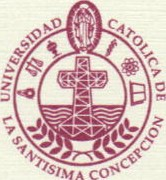 UNIVERSIDAD CATOLICA DE
LA SANTISIMA CONCEPCION